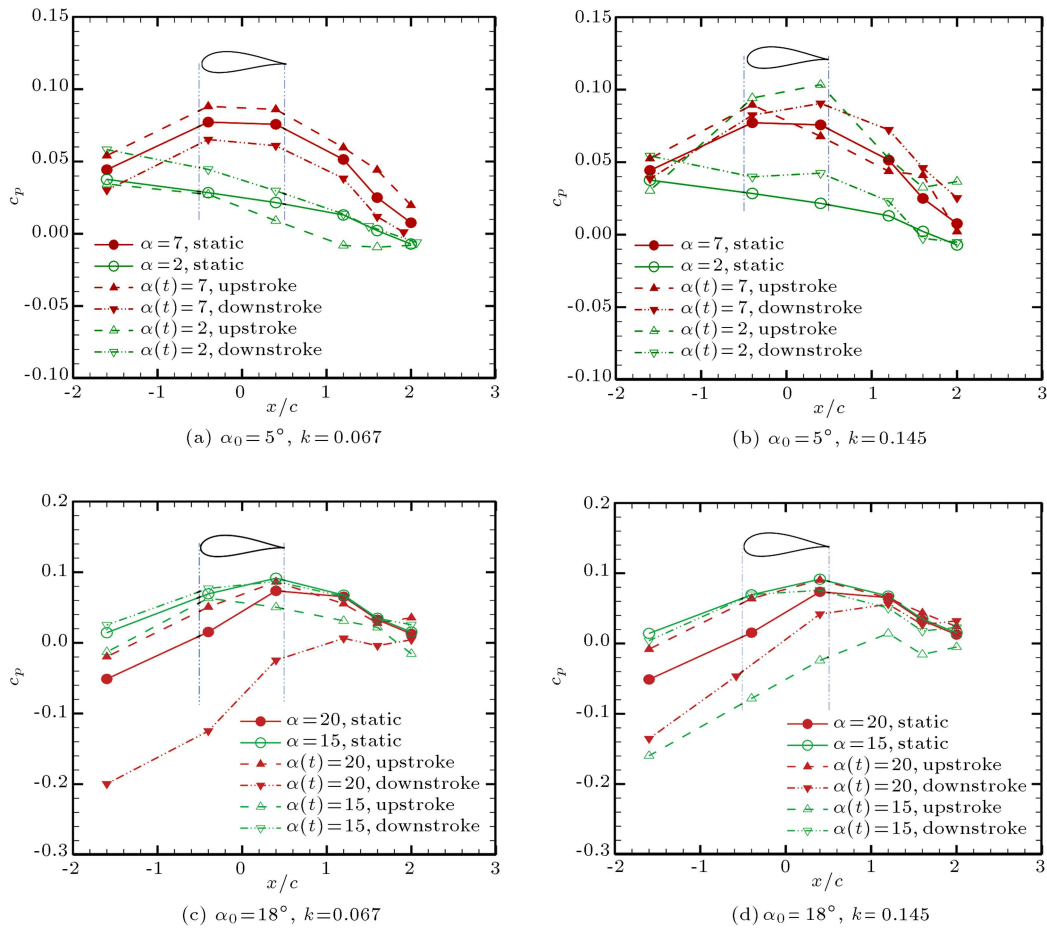 0.15
0.10
0.05
0.00
-0.05
-0.10
c_p
α=7, static
α=2, static
α(t)=7, upstroke
α(t)=7, downstroke
α(t)=2, upstroke
α(t)=2, downstroke
-2 -1 0 1 2 3
x/c
(a) α₀=5°, k=0.067
0.15
0.10
0.05
0.00
-0.05
-0.10
c_p
α=7, static
α=2, static
α(t)=7, upstroke
α(t)=7, downstroke
α(t)=2, upstroke
α(t)=2, downstroke
-2 -1 0 1 2 3
x/c
(b) α₀=5°, k=0.145
0.2
0.1
0.0
-0.1
-0.2
-0.3
c_p
α=20, static
α=15, static
α(t)=20, upstroke
α(t)=20, downstroke
α(t)=15, upstroke
α(t)=15, downstroke
-2 -1 0 1 2 3
x/c
(c) α₀=18°, k=0.067
0.2
0.1
0.0
-0.1
-0.2
-0.3
c_p
α=20, static
α=15, static
α(t)=20, upstroke
α(t)=20, downstroke
α(t)=15, upstroke
α(t)=15, downstroke
-2 -1 0 1 2 3
x/c
(d) α₀=18°, k=0.145